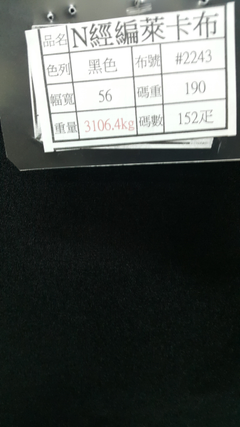 品名 N經編萊卡布
色列 黑色 布號 #2243
幅寬 56 碼重 190
重量 3106.4kg 碼數 152疋